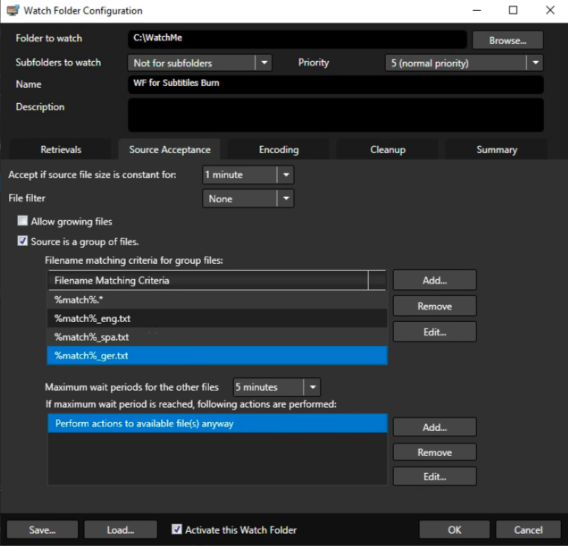 Watch Folder Configuration
Folder to watch C:\WatchMe Browse...
Subfolders to watch Not for subfolders Priority 5 (normal priority)
Name WF for Subtitles Burn
Description
Retrievals Source Acceptance Encoding Cleanup Summary
Accept if source file size is constant for: 1 minute
File filter None
Allow growing files
Source is a group of files.
Filename matching criteria for group files:
Filename Matching Criteria Add...
%match%.* Remove
%match%_eng.txt Edit...
%match%_spa.txt
%match%_ger.txt
Maximum wait periods for the other files 5 minutes
If maximum wait period is reached, following actions are performed:
Perform actions to available file(s) anyway Add...
Remove
Edit...
Save... Load... Activate this Watch Folder OK Cancel